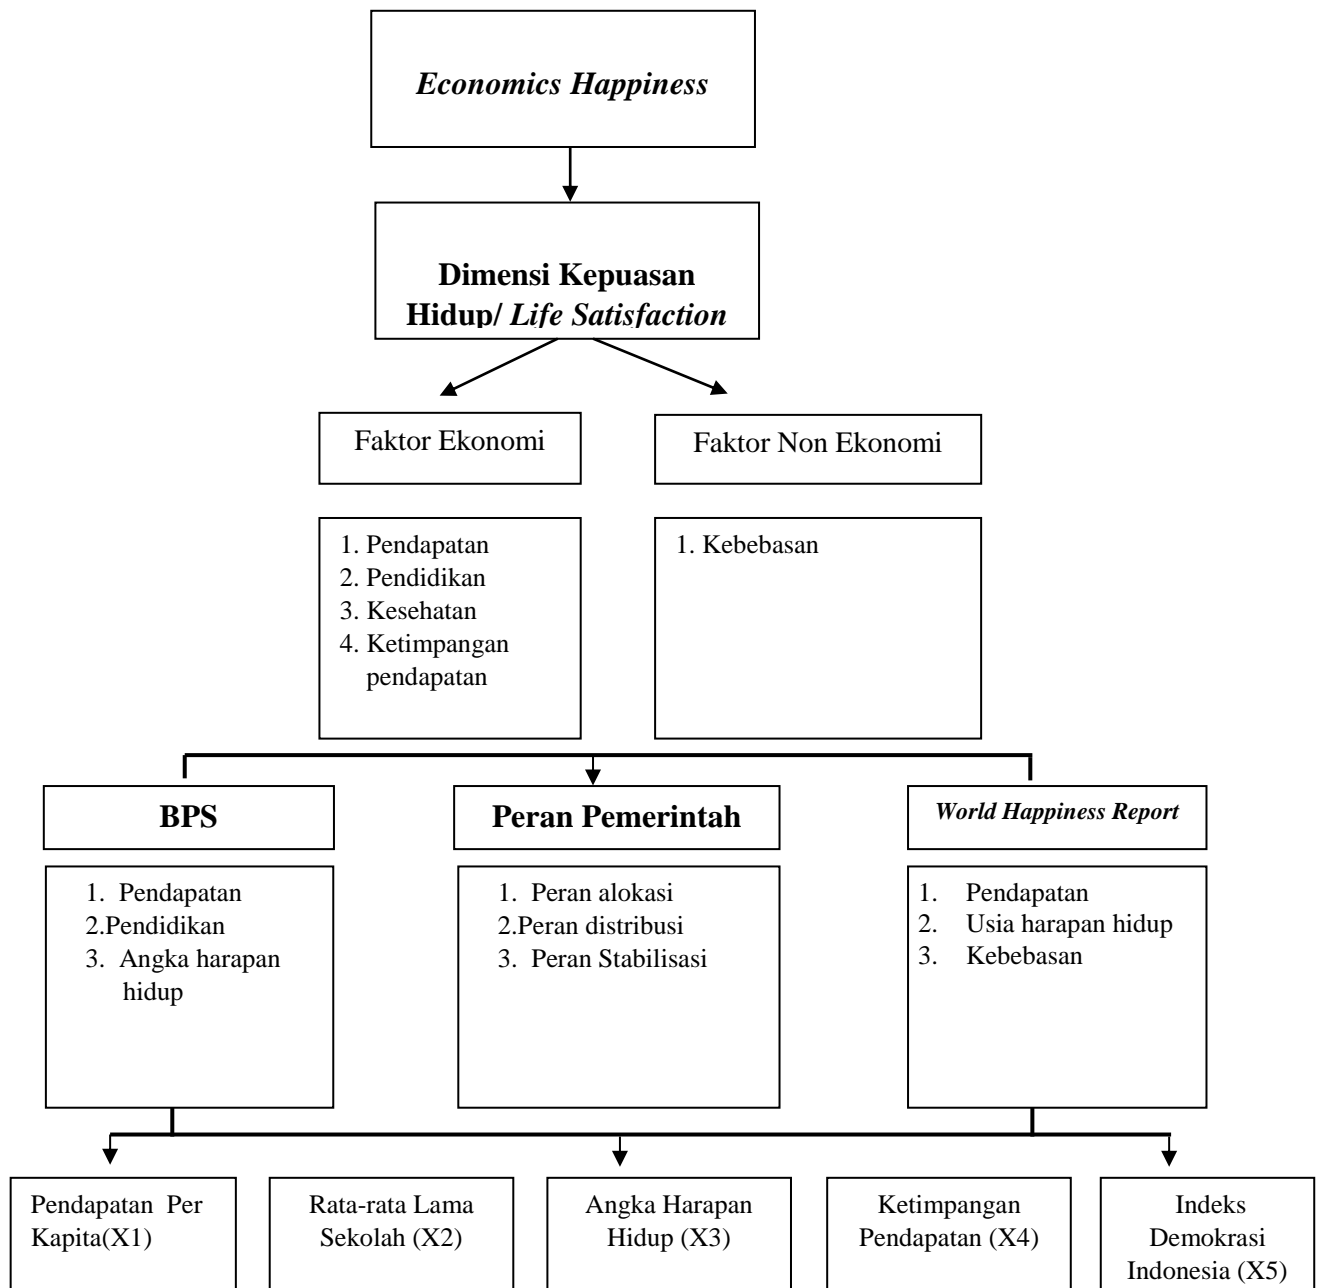 Economics Happiness
Dimensi Kepuasan
Hidup/ Life Satisfaction
Faktor Ekonomi
Faktor Non Ekonomi
1. Pendapatan
2. Pendidikan
3. Kesehatan
4. Ketimpangan
pendapatan
1. Kebebasan
BPS
Peran Pemerintah
World Happiness Report
1. Pendapatan
2.Pendidikan
3. Angka harapan
hidup
1. Peran alokasi
2.Peran distribusi
3. Peran Stabilisasi
1. Pendapatan
2. Usia harapan hidup
3. Kebebasan
Pendapatan Per
Kapita(X1)
Rata-rata Lama
Sekolah (X2)
Angka Harapan
Hidup (X3)
Ketimpangan
Pendapatan (X4)
Indeks
Demokrasi
Indonesia (X5)